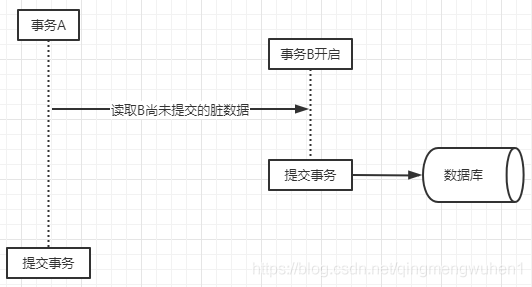 事务A
事务B开启
读取B尚未提交的脏数据
提交事务
数据库
提交事务
https://blog.csdn.net/qingmengwuhen1